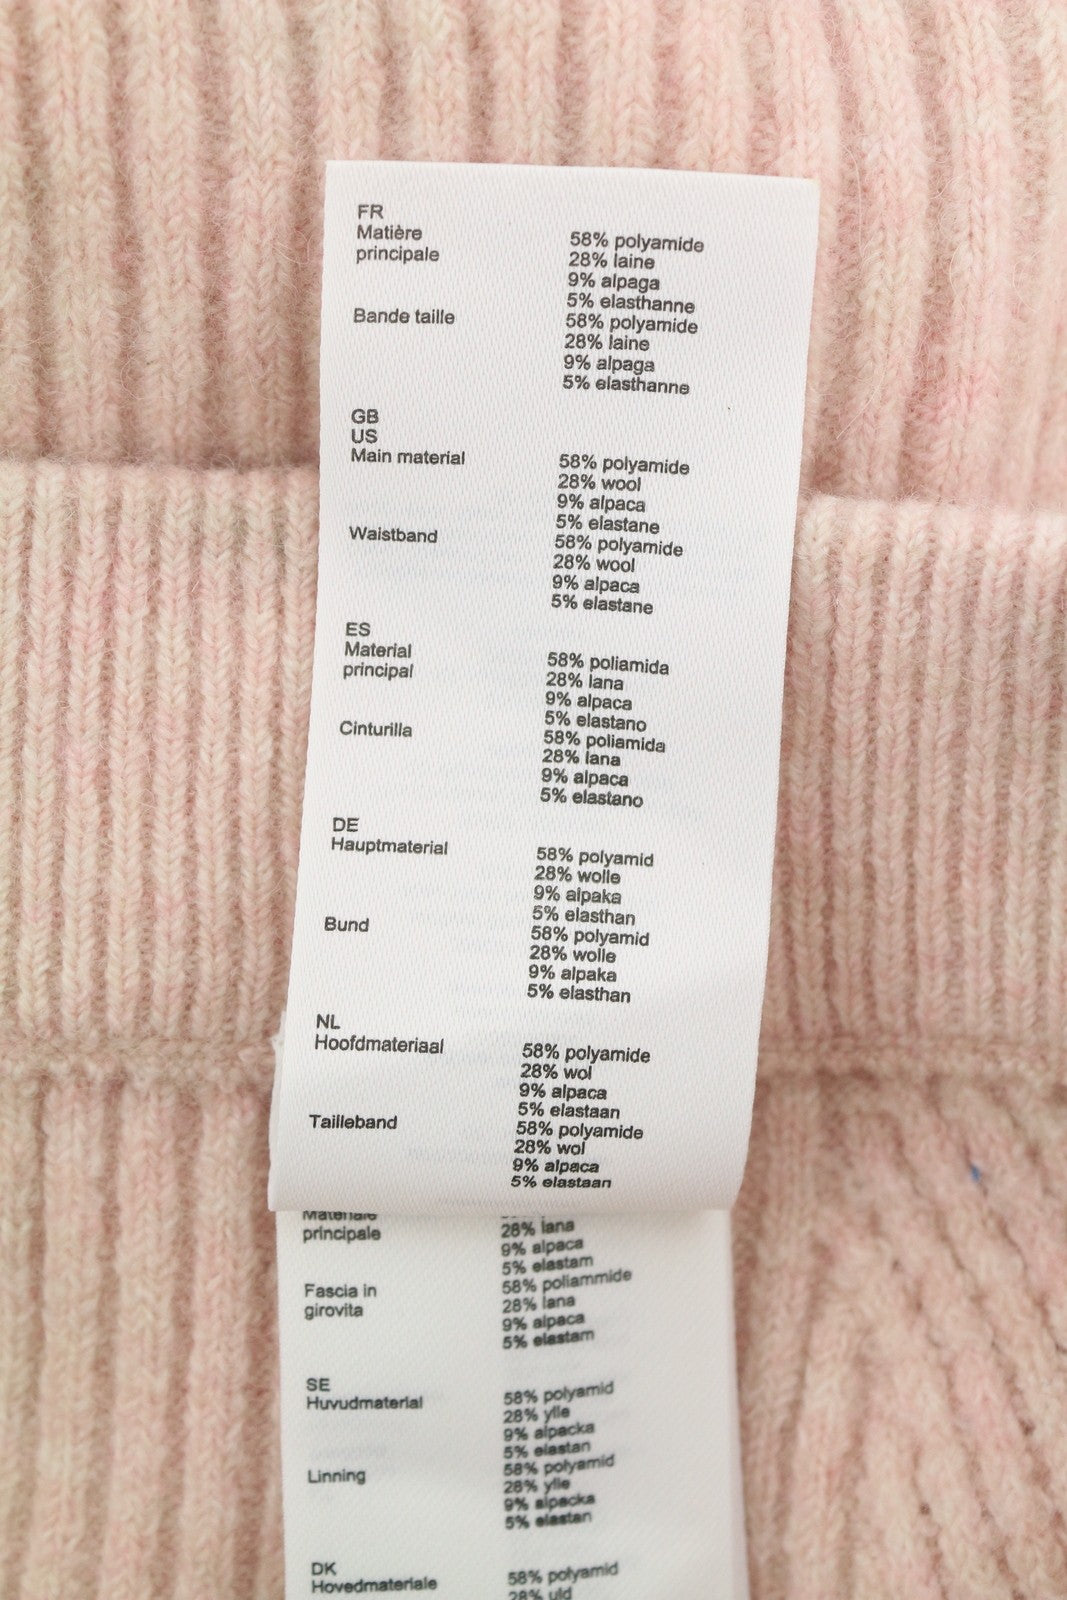 FR
Matière
principale
58% polyamide
28% laine
9% alpaga
5% elasthanne
Bande taille
58% polyamide
28% laine
9% alpaga
5% elasthanne
GB
US
Main material
58% polyamide
28% wool
9% alpaca
5% elastane
Waistband
58% polyamide
28% wool
9% alpaca
5% elastane
ES
Material
principal
58% poliamida
28% lana
9% alpaca
5% elastano
Cinturilla
58% poliamida
28% lana
9% alpaca
5% elastano
DE
Hauptmaterial
58% polyamid
28% wolle
9% alpaka
5% elasthan
Bund
58% polyamid
28% wolle
9% alpaka
5% elasthan
NL
Hoofdmateriaal
58% polyamide
28% wol
9% alpaca
5% elastaan
Tailleband
58% polyamide
28% wol
9% alpaca
5% elastaan
Materiale
principale
28% lana
9% alpaca
5% elastam
Fascia in
girovita
58% poliammide
28% lana
9% alpaca
5% elastam
SE
Huvudmaterial
58% polyamid
28% ylle
9% alpacka
5% elastan
Linning
58% polyamid
28% ylle
9% alpacka
5% elastan
DK
Hovedmateriale
58% polyamid
28% uld